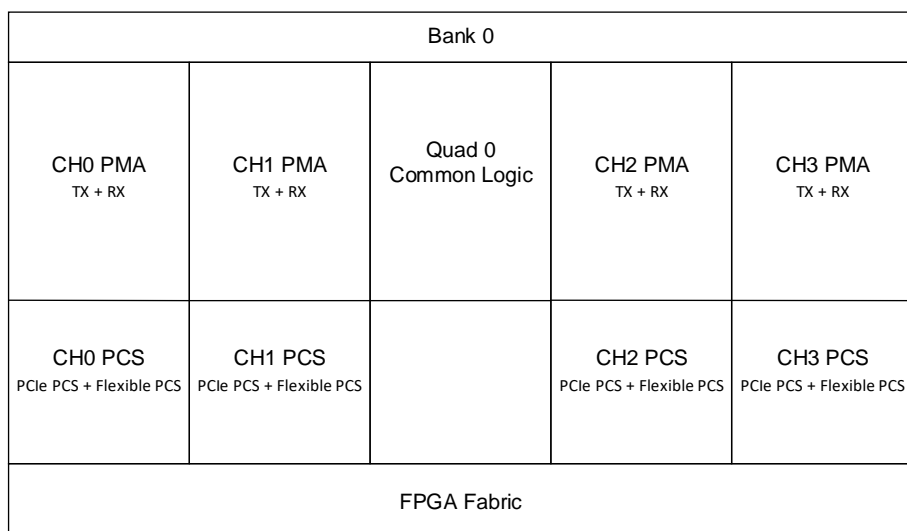 Bank 0
CH0 PMA
TX + RX
CH1 PMA
TX + RX
Quad 0
Common Logic
CH2 PMA
TX + RX
CH3 PMA
TX + RX
CH0 PCS
PCIe PCS + Flexible PCS
CH1 PCS
PCIe PCS + Flexible PCS
CH2 PCS
PCIe PCS + Flexible PCS
CH3 PCS
PCIe PCS + Flexible PCS
FPGA Fabric